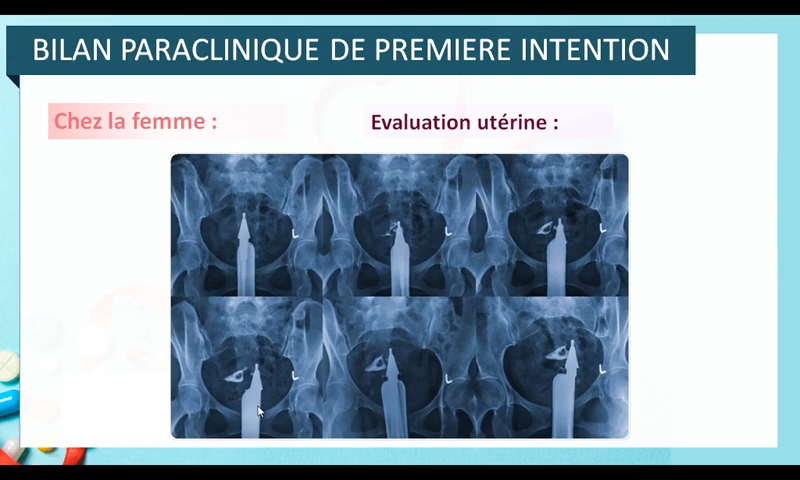 BILAN PARACLINIQUE DE PREMIERE INTENTION
Chez la femme :
Evaluation utérine :
L
L
L
L
L
L